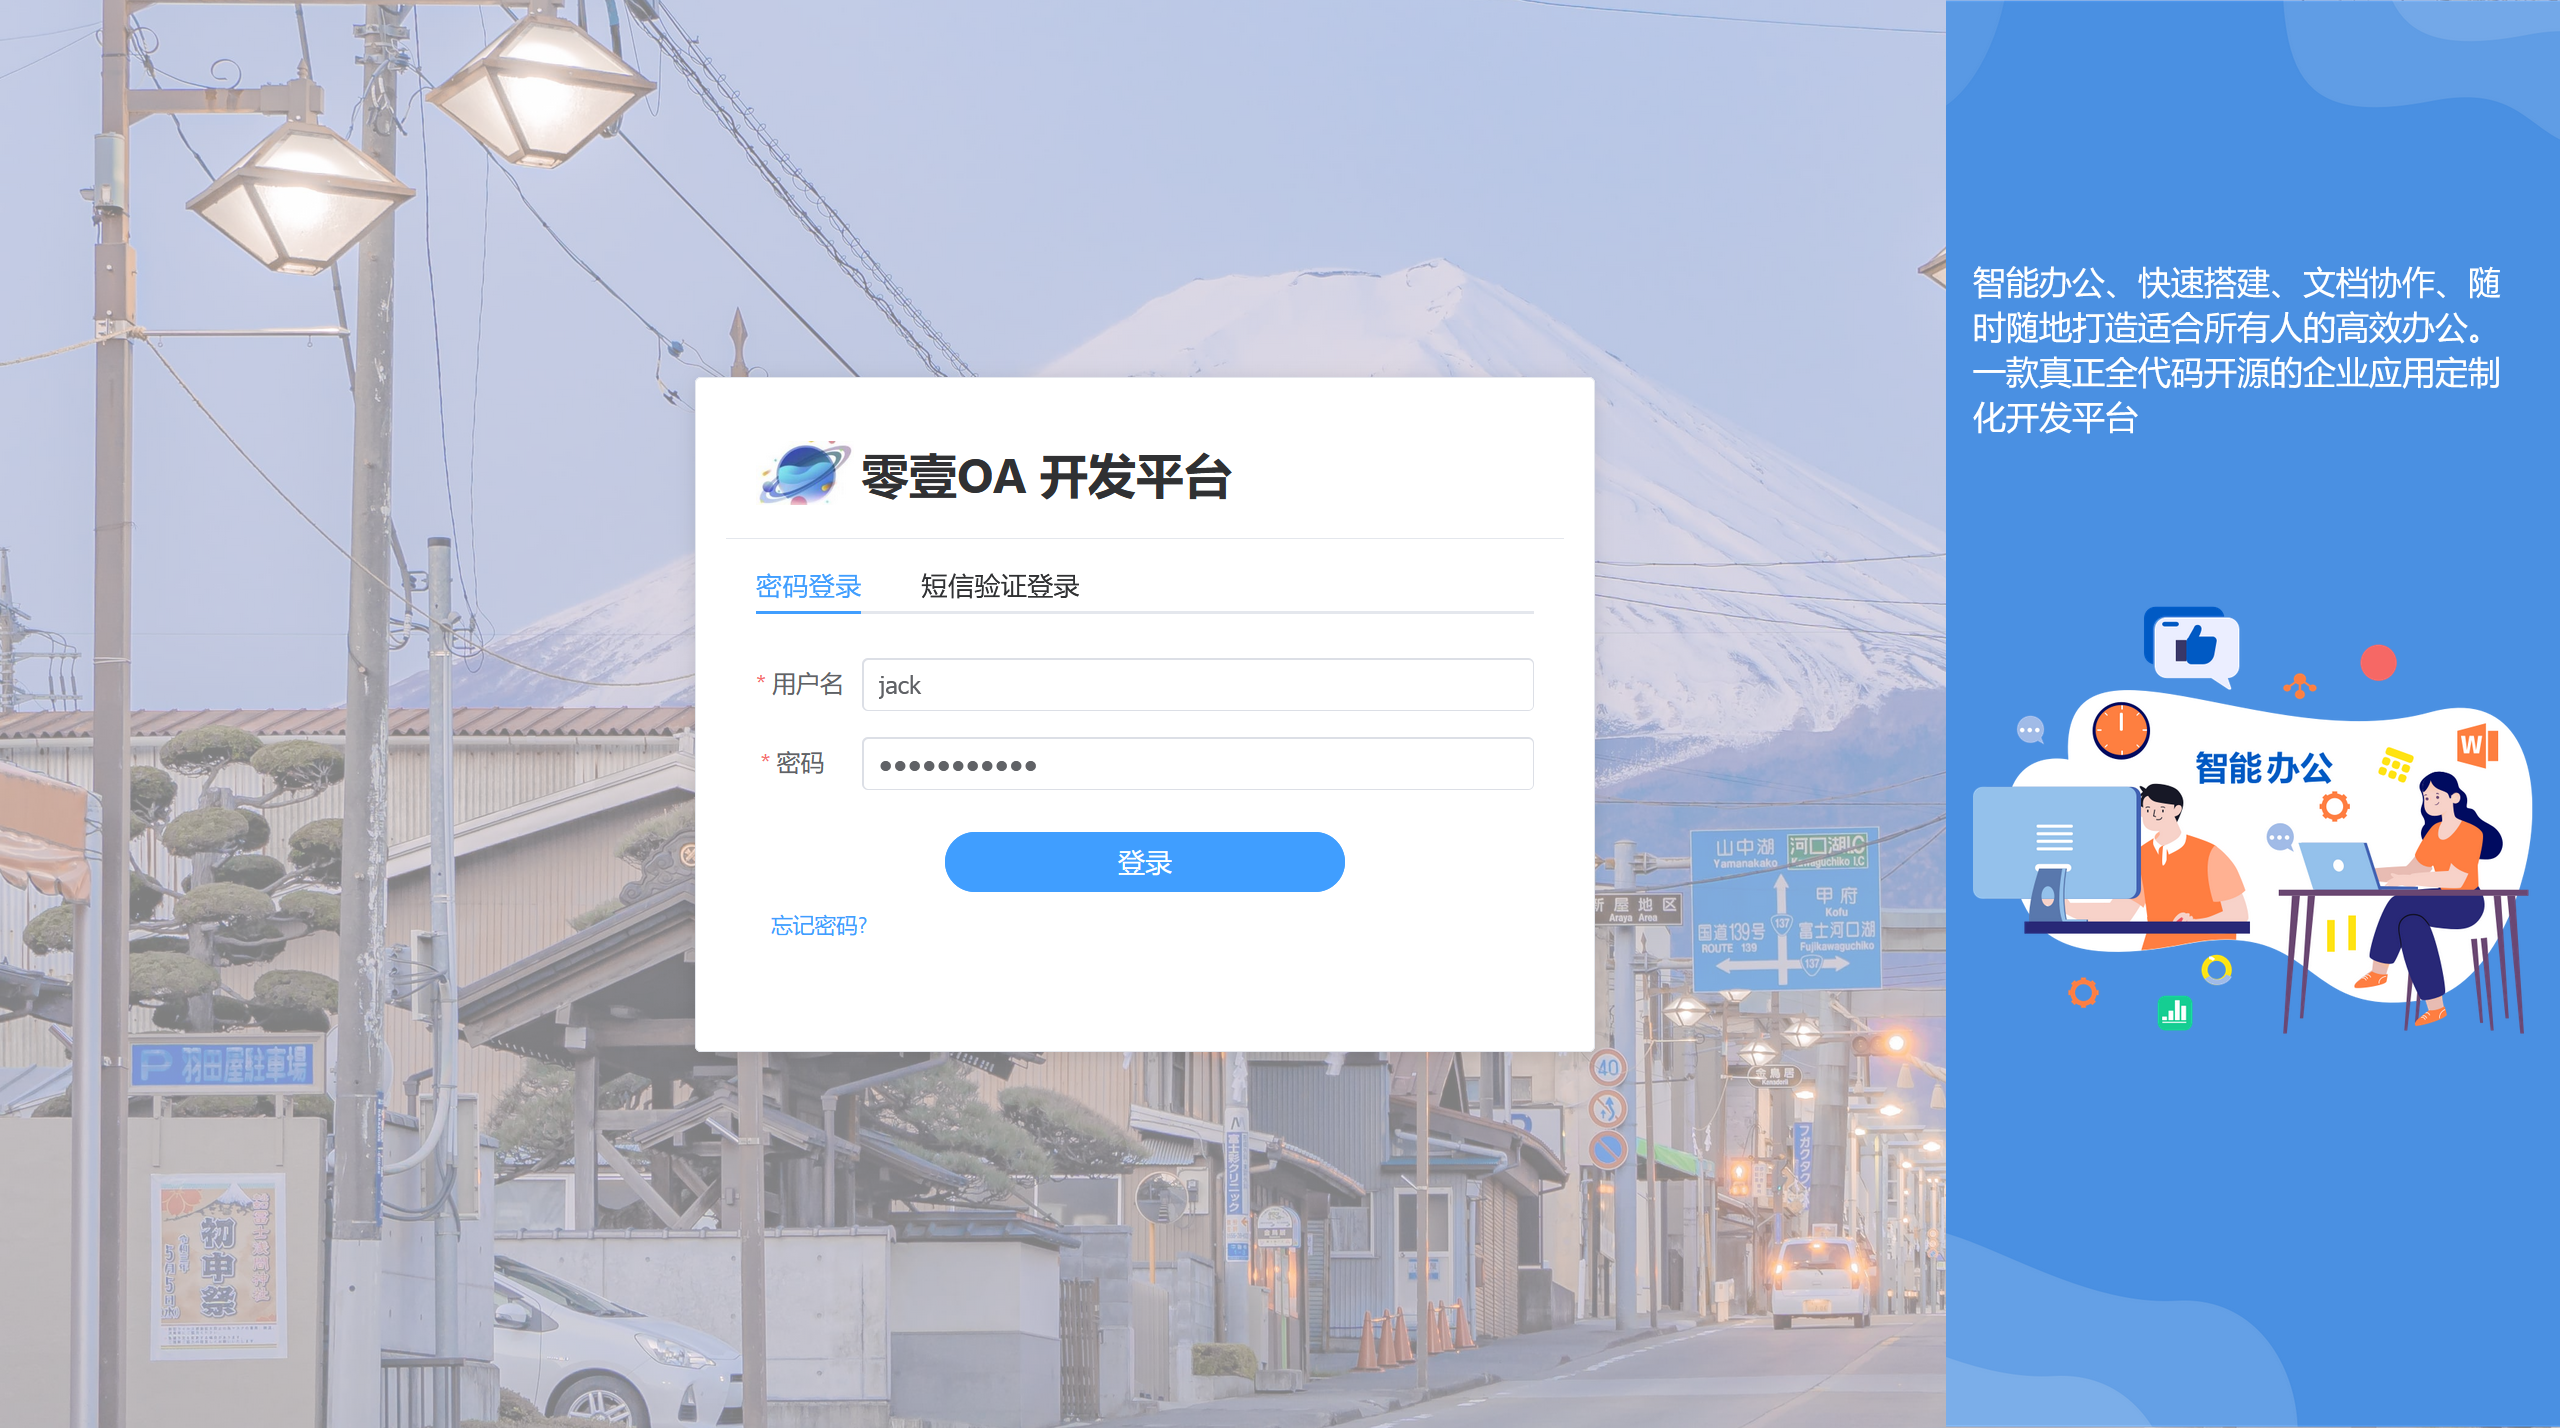 智能办公、快速搭建、文档协作、随
时随地打造适合所有人的高效办公。
一款真正全代码开源的企业应用定制
化开发平台
零壹OA 开发平台
密码登录 短信验证登录
* 用户名 jack
* 密码 •••••••••••
登录
忘记密码?
智能办公
W
山中湖 河口湖I.C
Yamanakako Kawaguchiko I.C
甲府
Kofu
国道139号 137 富士河口湖
ROUTE 139 Fujikawaguchiko
137
新屋地区
Araya Area
P 羽田屋駐車場
40
金鳥居
初申祭